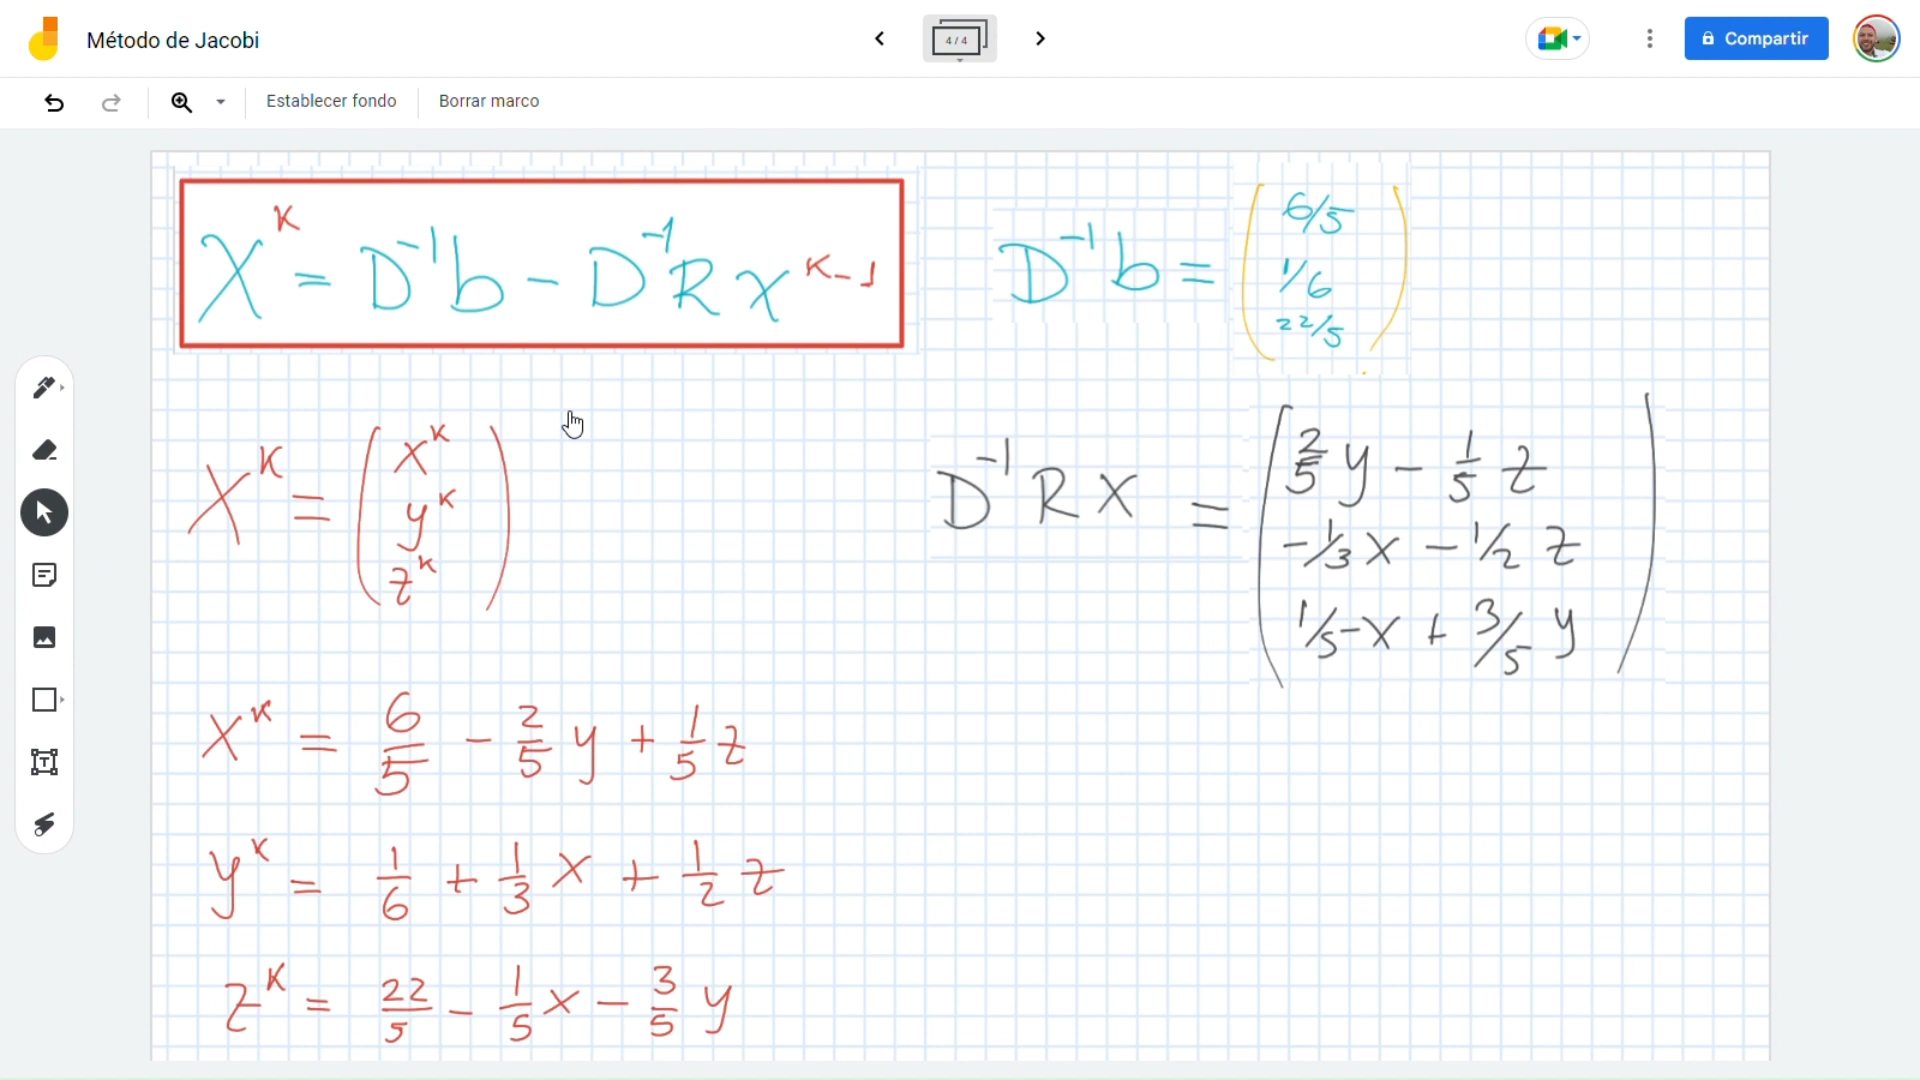 Método de Jacobi
4 / 4
Compartir
Establecer fondo
Borrar marco
X^K = D^-1 b - D^-1 R x^K-1
D^-1 b = ( 6/5
1/6
22/5 )
X^K = ( x^K
y^K
z^K )
D^-1 R X = ( 2/5 y - 1/5 z
-1/3 x - 1/2 z
1/5 x + 3/5 y )
X^K = 6/5 - 2/5 y + 1/5 z
y^K = 1/6 + 1/3 x + 1/2 z
z^K = 22/5 - 1/5 x - 3/5 y